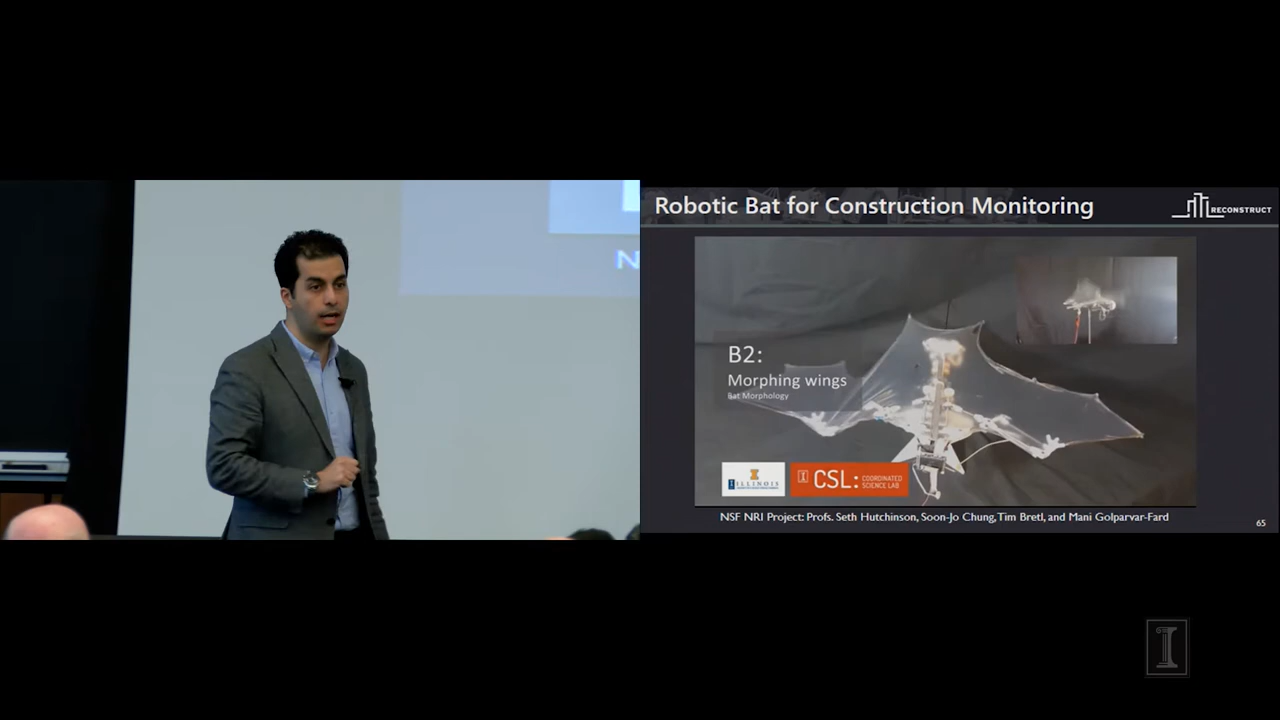 N
Robotic Bat for Construction Monitoring
RECONSTRUCT
B2:
Morphing wings
Bat Morphology
I ILLINOIS
I CSL: COORDINATED
SCIENCE LAB
NSF NRI Project: Profs. Seth Hutchinson, Soon-Jo Chung, Tim Bretl, and Mani Golparvar-Fard
65
I